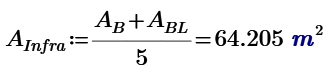 A_Infra := (A_B + A_BL) / 5 = 64.205 m²